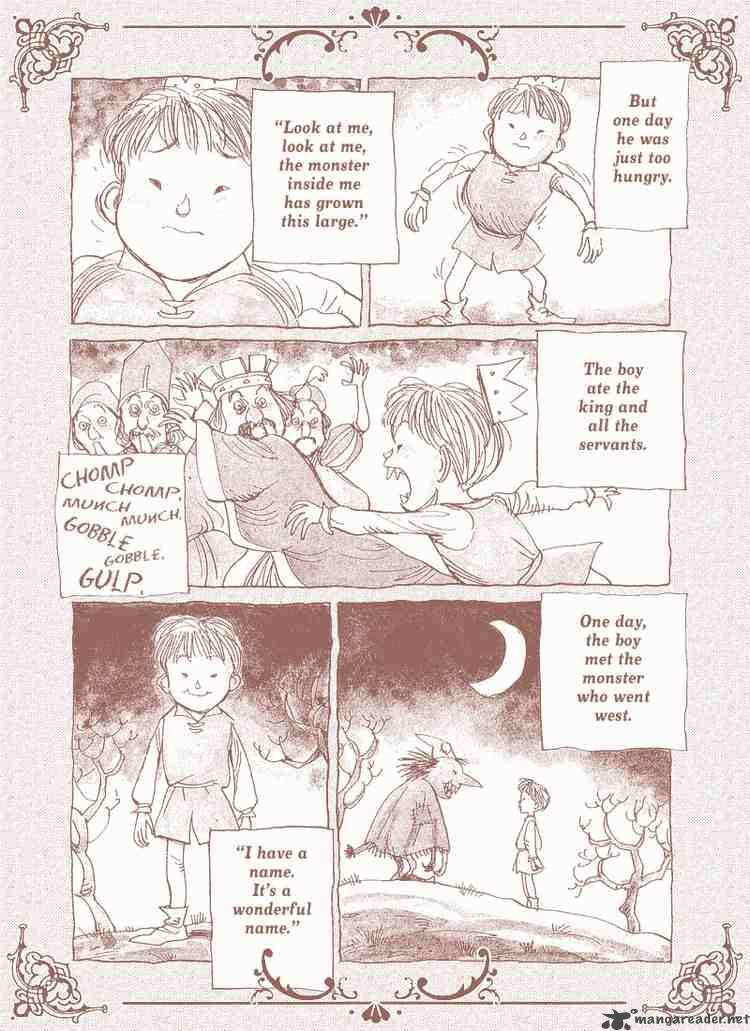 "Look at me,
look at me,
the monster
inside me
has grown
this large."
But
one day
he was
just too
hungry.
The boy
ate the
king and
all the
servants.
CHOMP
CHOMP.
MUNCH
MUNCH.
GOBBLE
GOBBLE.
GULP.
"I have a
name.
It's a
wonderful
name."
One day,
the boy
met the
monster
who went
west.
mangareader.net